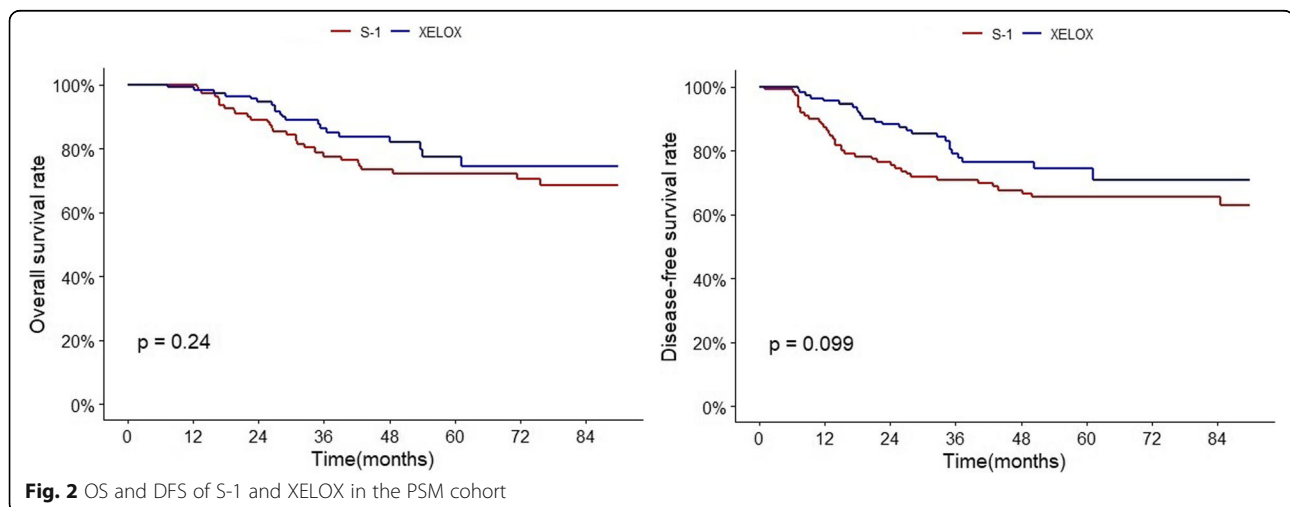 S-1 XELOX
Overall survival rate
100%
80%
60%
40%
20%
0%
p = 0.24
0 12 24 36 48 60 72 84
Time(months)
S-1 XELOX
Disease-free survival rate
100%
80%
60%
40%
20%
0%
p = 0.099
0 12 24 36 48 60 72 84
Time(months)
Fig. 2 OS and DFS of S-1 and XELOX in the PSM cohort